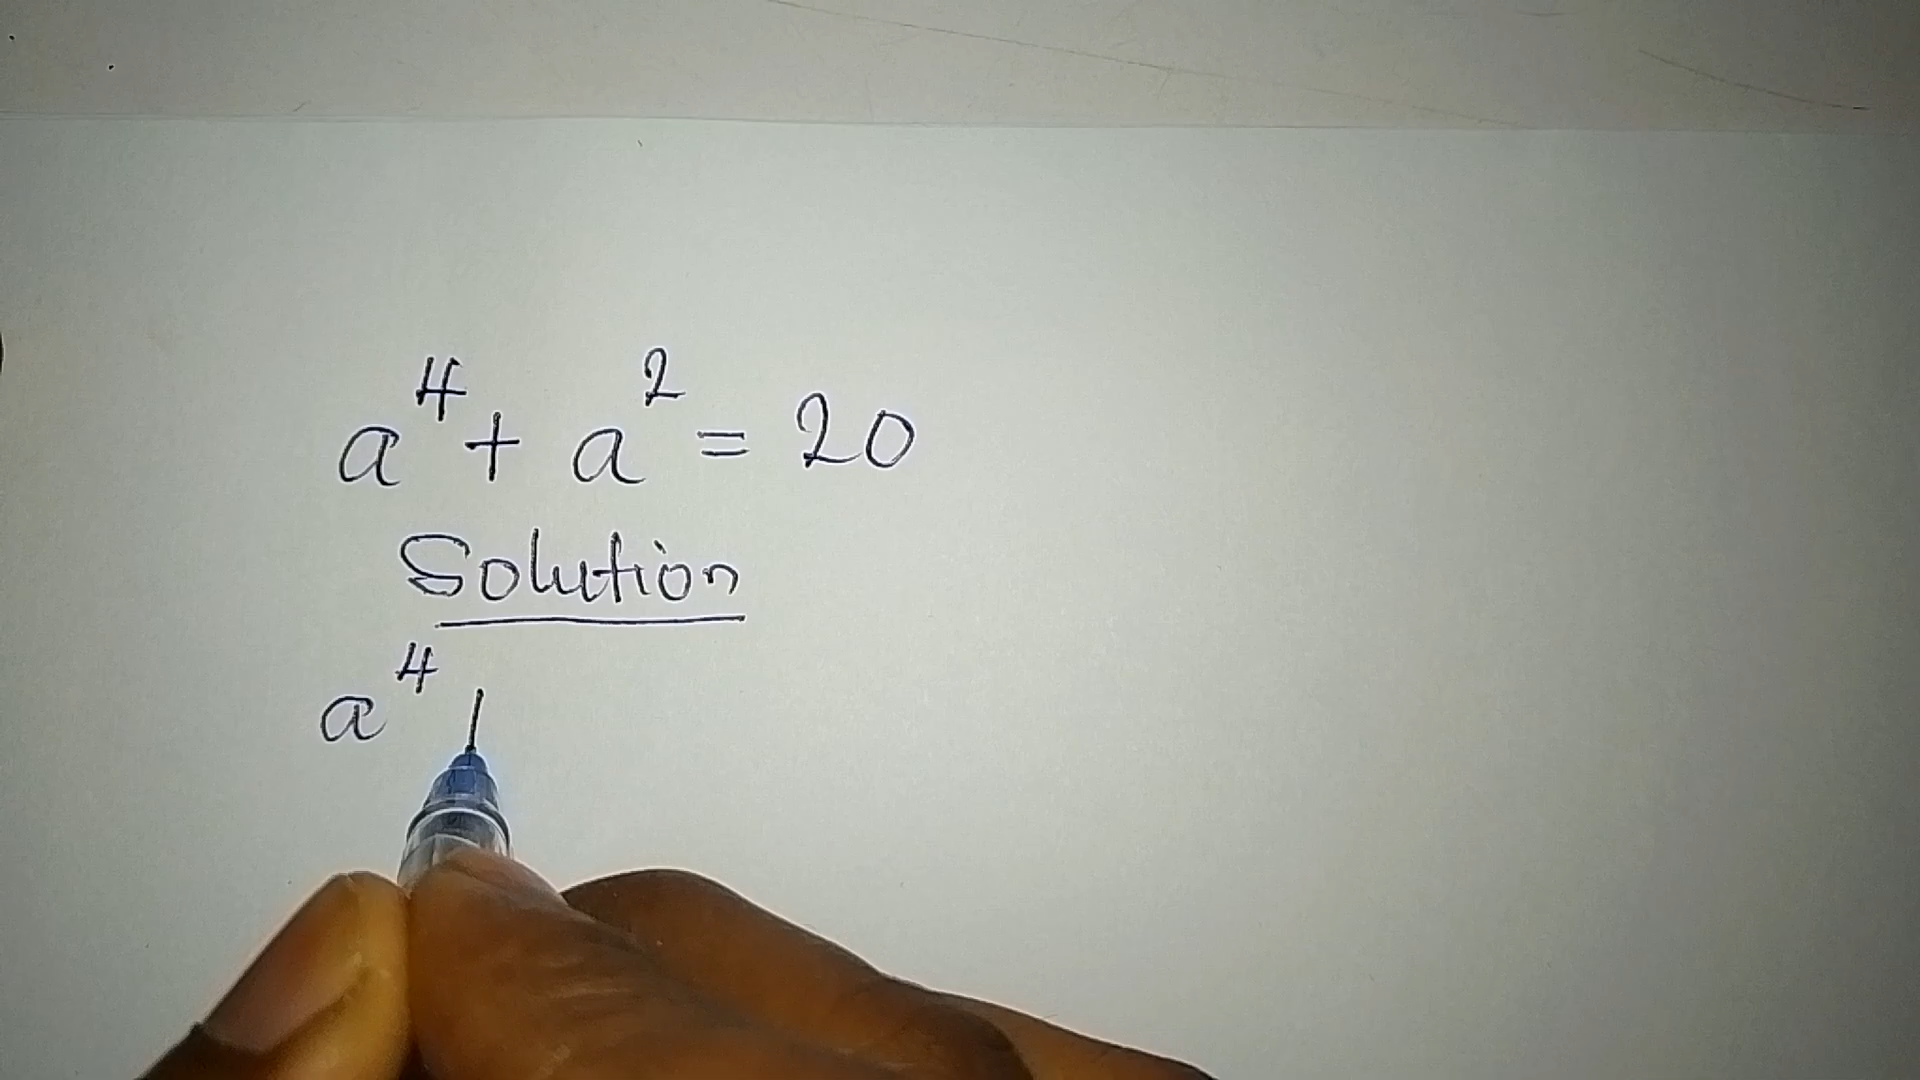 a⁴ + a² = 20
Solution
a⁴